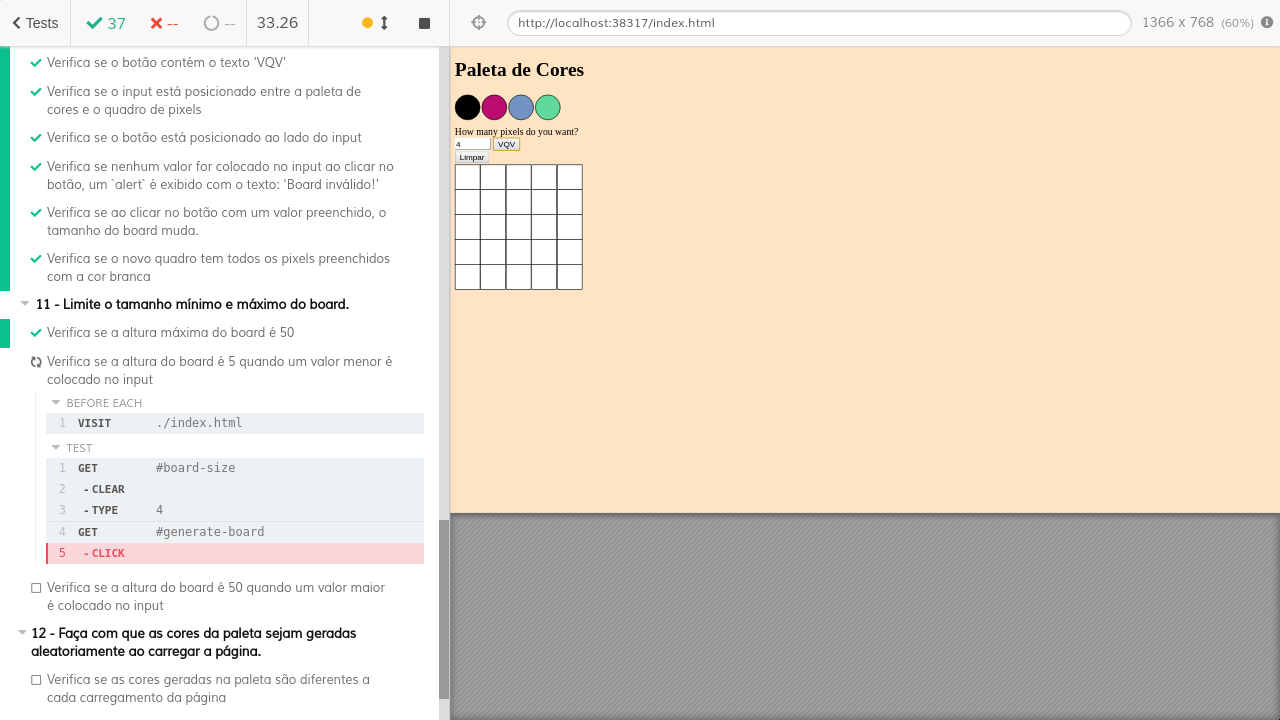 Tests 37 -- -- 33.26
http://localhost:38317/index.html 1366 x 768 (60%)
Verifica se o botão contém o texto 'VQV'
Verifica se o input está posicionado entre a paleta de
cores e o quadro de pixels
Verifica se o botão está posicionado ao lado do input
Verifica se nenhum valor for colocado no input ao clicar no
botão, um `alert` é exibido com o texto: 'Board inválido!'
Verifica se ao clicar no botão com um valor preenchido, o
tamanho do board muda.
Verifica se o novo quadro tem todos os pixels preenchidos
com a cor branca
11 - Limite o tamanho mínimo e máximo do board.
Verifica se a altura máxima do board é 50
Verifica se a altura do board é 5 quando um valor menor é
colocado no input
BEFORE EACH
1 VISIT ./index.html
TEST
1 GET #board-size
2 -CLEAR
3 -TYPE 4
4 GET #generate-board
5 -CLICK
Verifica se a altura do board é 50 quando um valor maior
é colocado no input
12 - Faça com que as cores da paleta sejam geradas
aleatoriamente ao carregar a página.
Verifica se as cores geradas na paleta são diferentes a
cada carregamento da página
Paleta de Cores
How many pixels do you want?
4 VQV
Limpar